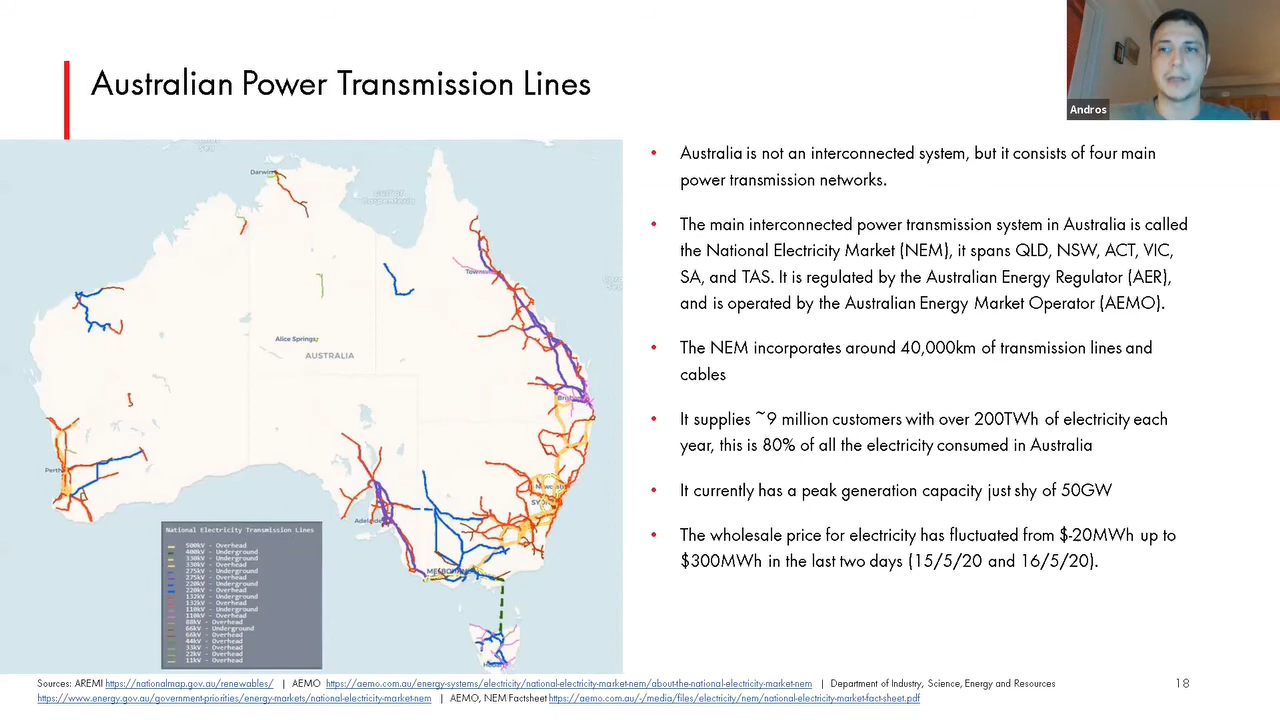 Andros
Australian Power Transmission Lines
Darwin
Townsv
Alice Springs
AUSTRALIA
Brisban
Perth
Newcast
SYD
Adelaide
MELBOURN
Hobart
National Electricity Transmission Lines
500kV - Overhead
400kV - Underground
330kV - Underground
330kV - Overhead
275kV - Underground
275kV - Overhead
220kV - Underground
220kV - Overhead
132kV - Underground
132kV - Overhead
110kV - Underground
110kV - Overhead
88kV - Overhead
66kV - Underground
66kV - Overhead
44kV - Overhead
33kV - Overhead
22kV - Overhead
11kV - Overhead
• Australia is not an interconnected system, but it consists of four main
power transmission networks.
• The main interconnected power transmission system in Australia is called
the National Electricity Market (NEM), it spans QLD, NSW, ACT, VIC,
SA, and TAS. It is regulated by the Australian Energy Regulator (AER),
and is operated by the Australian Energy Market Operator (AEMO).
• The NEM incorporates around 40,000km of transmission lines and
cables
• It supplies ~9 million customers with over 200TWh of electricity each
year, this is 80% of all the electricity consumed in Australia
• It currently has a peak generation capacity just shy of 50GW
• The wholesale price for electricity has fluctuated from $-20MWh up to
$300MWh in the last two days (15/5/20 and 16/5/20).
Sources: AREMI https://nationalmap.gov.au/renewables/ | AEMO https://aemo.com.au/energy-systems/electricity/national-electricity-market-nem/about-the-national-electricity-market-nem | Department of Industry, Science, Energy and Resources
https://www.energy.gov.au/government-priorities/energy-markets/national-electricity-market-nem | AEMO, NEM Factsheet https://aemo.com.au/-/media/files/electricity/nem/national-electricity-market-fact-sheet.pdf
18